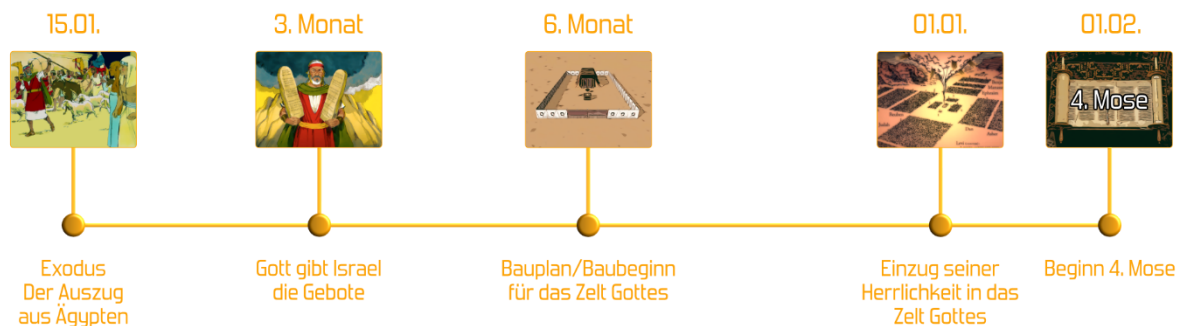 15.01.
3. Monat
6. Monat
01.01.
01.02.
4. Mose
Exodus
Der Auszug
aus Ägypten
Gott gibt Israel
die Gebote
Bauplan/Baubeginn
für das Zelt Gottes
Einzug seiner
Herrlichkeit in das
Zelt Gottes
Beginn 4. Mose